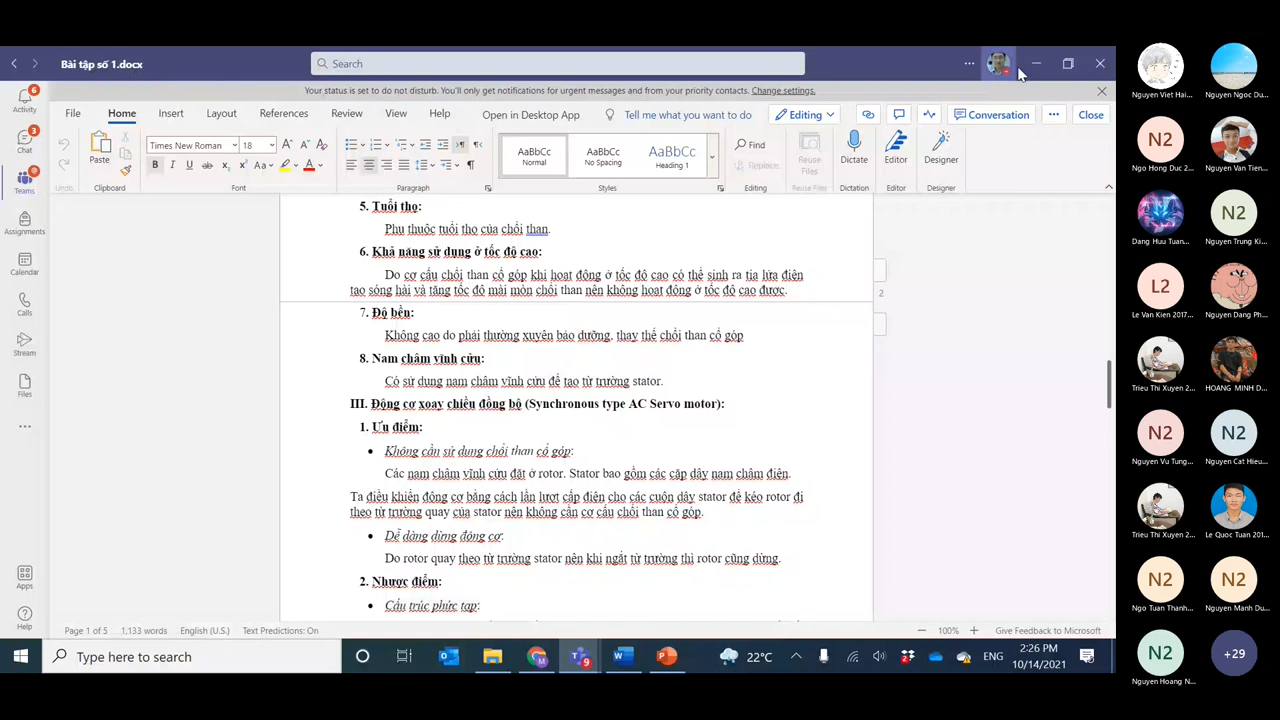 Bài tập số 1.docx
Search
Your status is set to do not disturb. You'll only get notifications for urgent messages and from your priority contacts. Change settings.
File Home Insert Layout References Review View Help Open in Desktop App Tell me what you want to do Editing Conversation Close
Times New Roman 18
Paste
Undo Clipboard Font Paragraph Styles Editing Reuse Files Dictation Editor Designer
AaBbCc Normal
AaBbCc No Spacing
AaBbCc Heading 1
Find
Replace
Reuse Files
Dictate
Editor
Designer
Activity 6
Chat 3
Teams
Assignments
Calendar
Calls
Stream
Files
Apps
Help
5. Tuổi thọ:
Phụ thuộc tuổi thọ của chổi than.
6. Khả năng sử dụng ở tốc độ cao:
Do cơ cấu chổi than cổ góp khi hoạt động ở tốc độ cao có thể sinh ra tia lửa điện
tạo sóng hài và tăng tốc độ mài mòn chổi than nên không hoạt động ở tốc độ cao được.
2
7. Độ bền:
Không cao do phải thường xuyên bảo dưỡng, thay thế chổi than cổ góp
8. Nam châm vĩnh cửu:
Có sử dụng nam châm vĩnh cửu để tạo từ trường stator.
III. Động cơ xoay chiều đồng bộ (Synchronous type AC Servo motor):
1. Ưu điểm:
• Không cần sử dụng chổi than cổ góp:
Các nam châm vĩnh cửu đặt ở rotor. Stator bao gồm các cặp dây nam châm điện.
Ta điều khiển động cơ bằng cách lần lượt cấp điện cho các cuộn dây stator để kéo rotor đi
theo từ trường quay của stator nên không cần cơ cấu chổi than cổ góp.
• Dễ dàng dừng động cơ:
Do rotor quay theo từ trường stator nên khi ngắt từ trường thì rotor cũng dừng.
2. Nhược điểm:
• Cấu trúc phức tạp:
Page 1 of 5 1,133 words English (U.S.) Text Predictions: On 100% Give Feedback to Microsoft
Type here to search
9
22°C
ENG
2:26 PM
10/14/2021
Nguyen Viet Hai...
Nguyen Ngoc Du...
N2
Ngo Hong Duc 2...
Nguyen Van Tien...
Dang Huu Tuan...
N2
Nguyen Trung Ki...
L2
Le Van Kien 2017...
Nguyen Dang Ph...
Trieu Thi Xuyen 2...
HOANG MINH D...
N2
Nguyen Vu Tung...
N2
Nguyen Cat Hieu...
Trieu Thi Xuyen 2...
Le Quoc Tuan 201...
N2
Ngo Tuan Thanh...
N2
Nguyen Manh Du...
N2
Nguyen Hoang N...
+29